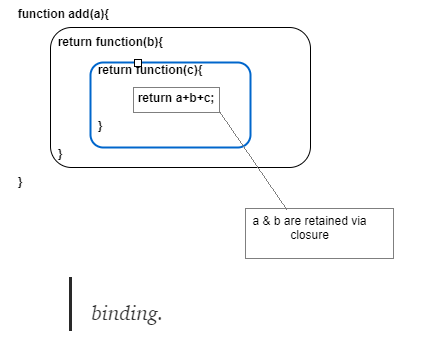 function add(a){
return function(b){
return function(c){
return a+b+c;
}
}
}
a & b are retained via
closure
binding.